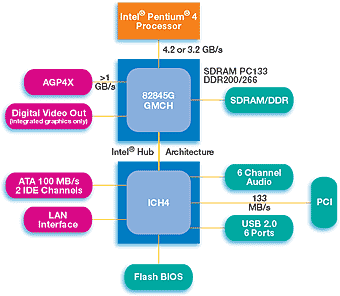 Intel® Pentium® 4
Processor
4.2 or 3.2 GB/s
AGP4X
>1
GB/s
82845G
GMCH
SDRAM PC133
DDR200/266
SDRAM/DDR
Digital Video Out
(integrated graphics only)
Intel® Hub Architecture
ATA 100 MB/s
2 IDE Channels
6 Channel
Audio
ICH4
133
MB/s
PCI
LAN
Interface
USB 2.0
6 Ports
Flash BIOS